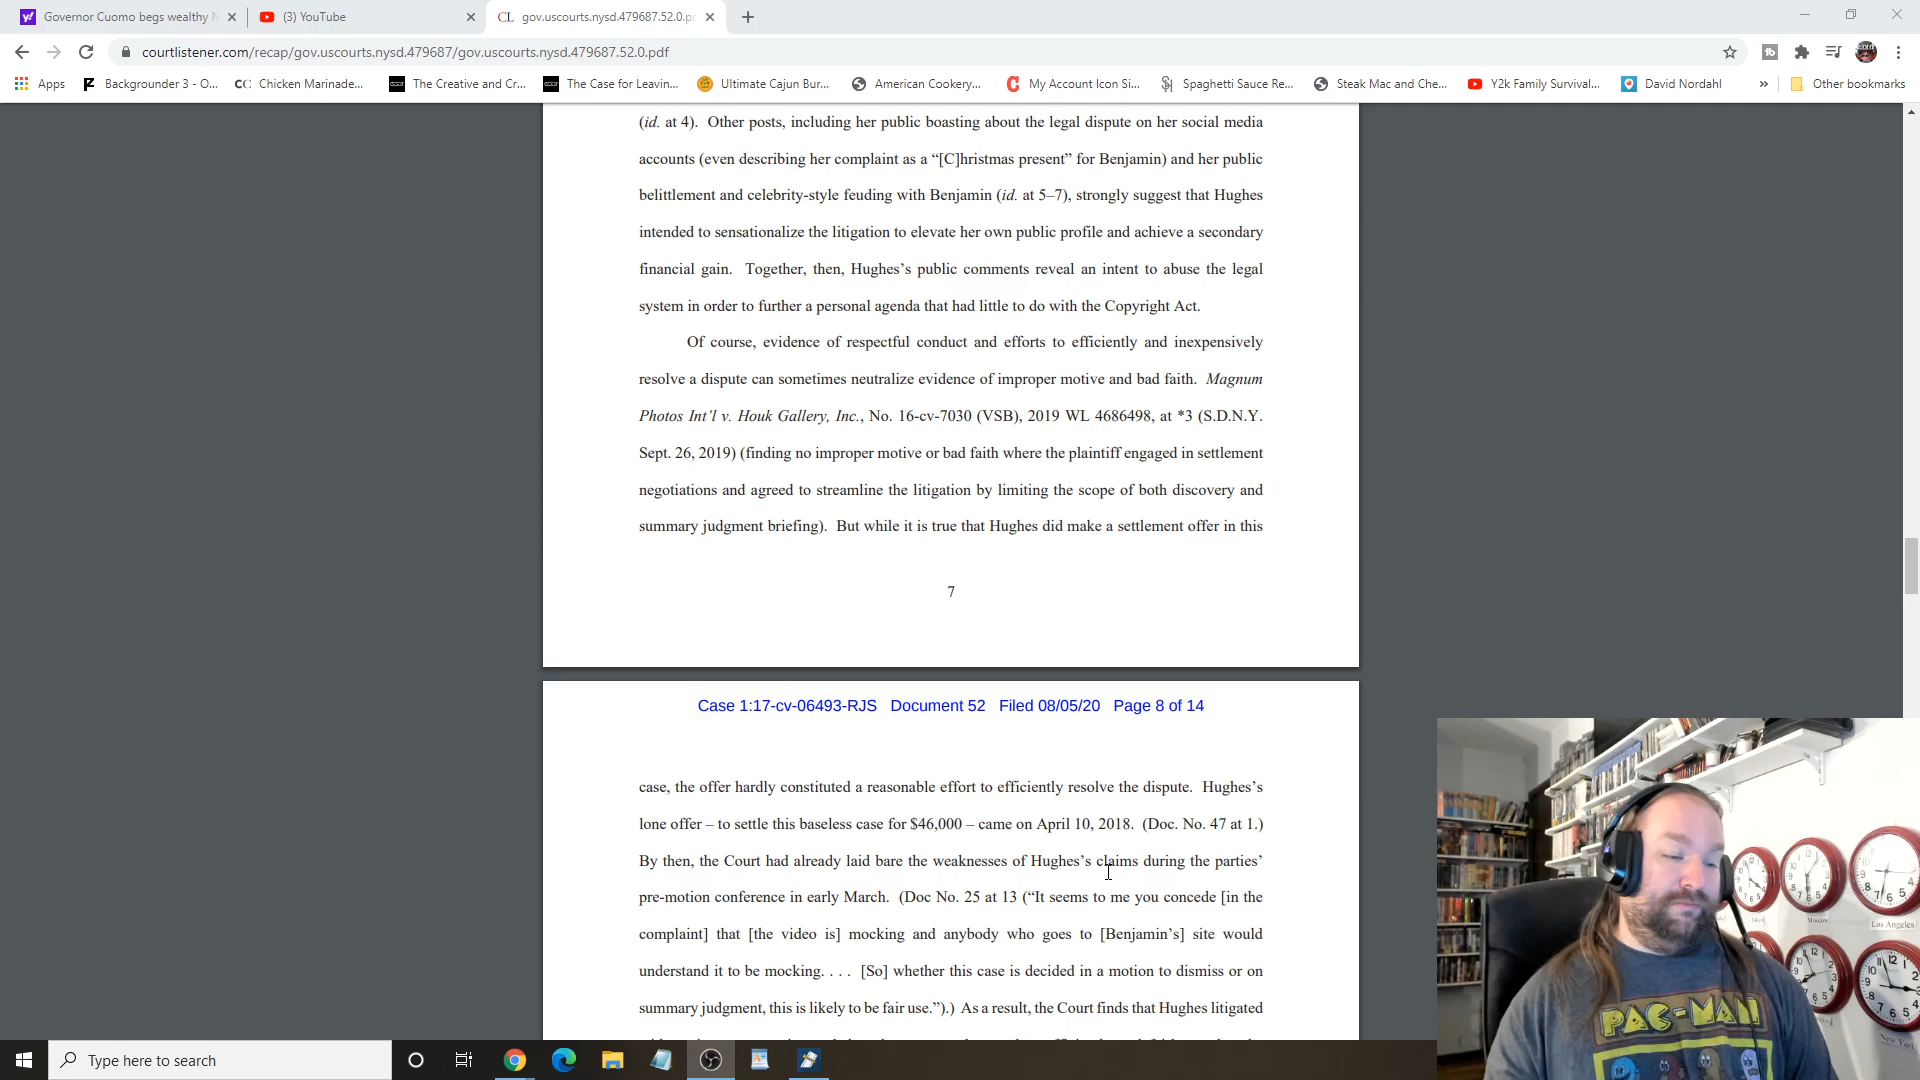 Governor Cuomo begs wealthy N
(3) YouTube
CL gov.uscourts.nysd.479687.52.0.pd
courtlistener.com/recap/gov.uscourts.nysd.479687/gov.uscourts.nysd.479687.52.0.pdf
Apps
Backgrounder 3 - O...
CC Chicken Marinade...
The Creative and Cr...
The Case for Leavin...
Ultimate Cajun Bur...
American Cookery...
My Account Icon Si...
Spaghetti Sauce Re...
Steak Mac and Che...
Y2k Family Survival...
David Nordahl
»
Other bookmarks
(id. at 4). Other posts, including her public boasting about the legal dispute on her social media
accounts (even describing her complaint as a “[C]hristmas present” for Benjamin) and her public
belittlement and celebrity-style feuding with Benjamin (id. at 5–7), strongly suggest that Hughes
intended to sensationalize the litigation to elevate her own public profile and achieve a secondary
financial gain. Together, then, Hughes’s public comments reveal an intent to abuse the legal
system in order to further a personal agenda that had little to do with the Copyright Act.
Of course, evidence of respectful conduct and efforts to efficiently and inexpensively
resolve a dispute can sometimes neutralize evidence of improper motive and bad faith. Magnum
Photos Int’l v. Houk Gallery, Inc., No. 16-cv-7030 (VSB), 2019 WL 4686498, at *3 (S.D.N.Y.
Sept. 26, 2019) (finding no improper motive or bad faith where the plaintiff engaged in settlement
negotiations and agreed to streamline the litigation by limiting the scope of both discovery and
summary judgment briefing). But while it is true that Hughes did make a settlement offer in this
7
Case 1:17-cv-06493-RJS Document 52 Filed 08/05/20 Page 8 of 14
case, the offer hardly constituted a reasonable effort to efficiently resolve the dispute. Hughes’s
lone offer – to settle this baseless case for $46,000 – came on April 10, 2018. (Doc. No. 47 at 1.)
By then, the Court had already laid bare the weaknesses of Hughes’s claims during the parties’
pre-motion conference in early March. (Doc No. 25 at 13 (“It seems to me you concede [in the
complaint] that [the video is] mocking and anybody who goes to [Benjamin’s] site would
understand it to be mocking. . . . [So] whether this case is decided in a motion to dismiss or on
summary judgment, this is likely to be fair use.”).) As a result, the Court finds that Hughes litigated
Moscow
Los Angeles
New York
PAC-MAN
Type here to search